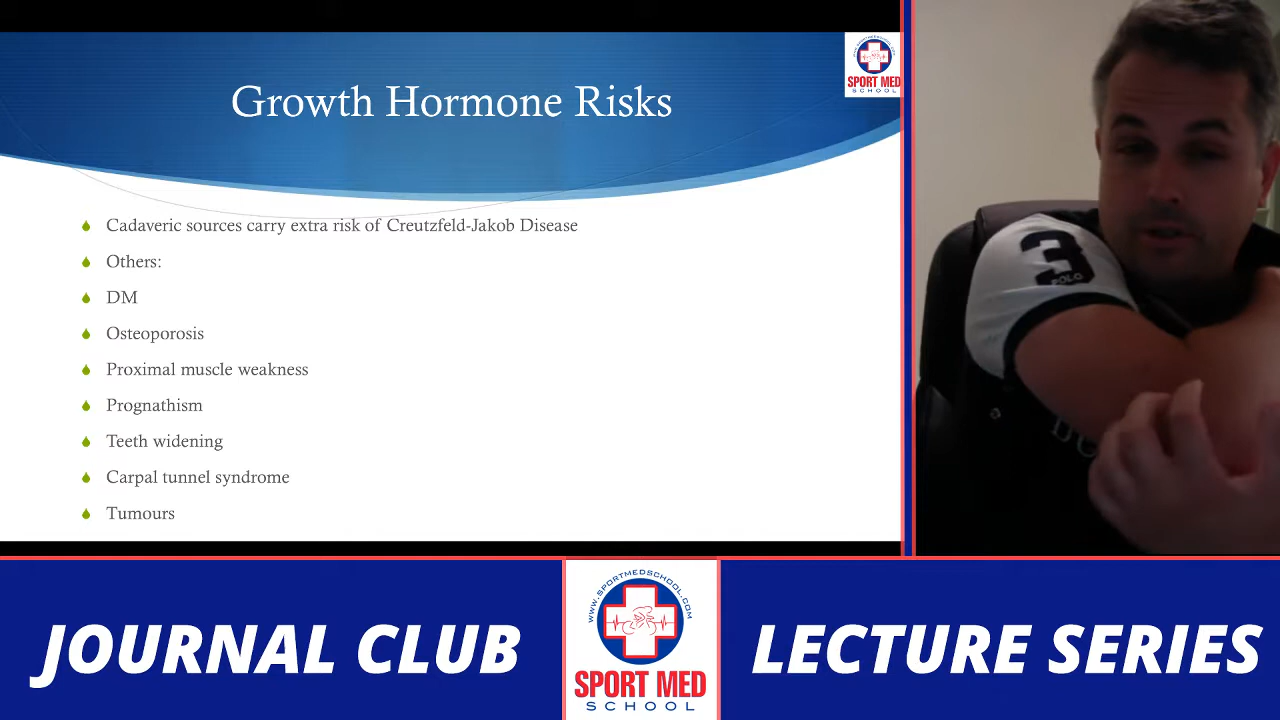 Growth Hormone Risks
SPORT MED
SCHOOL
Cadaveric sources carry extra risk of Creutzfeld-Jakob Disease
Others:
DM
Osteoporosis
Proximal muscle weakness
Prognathism
Teeth widening
Carpal tunnel syndrome
Tumours
3
POLO
JOURNAL CLUB
WWW.SPORTMEDSCHOOL.COM
SPORT MED
SCHOOL
LECTURE SERIES